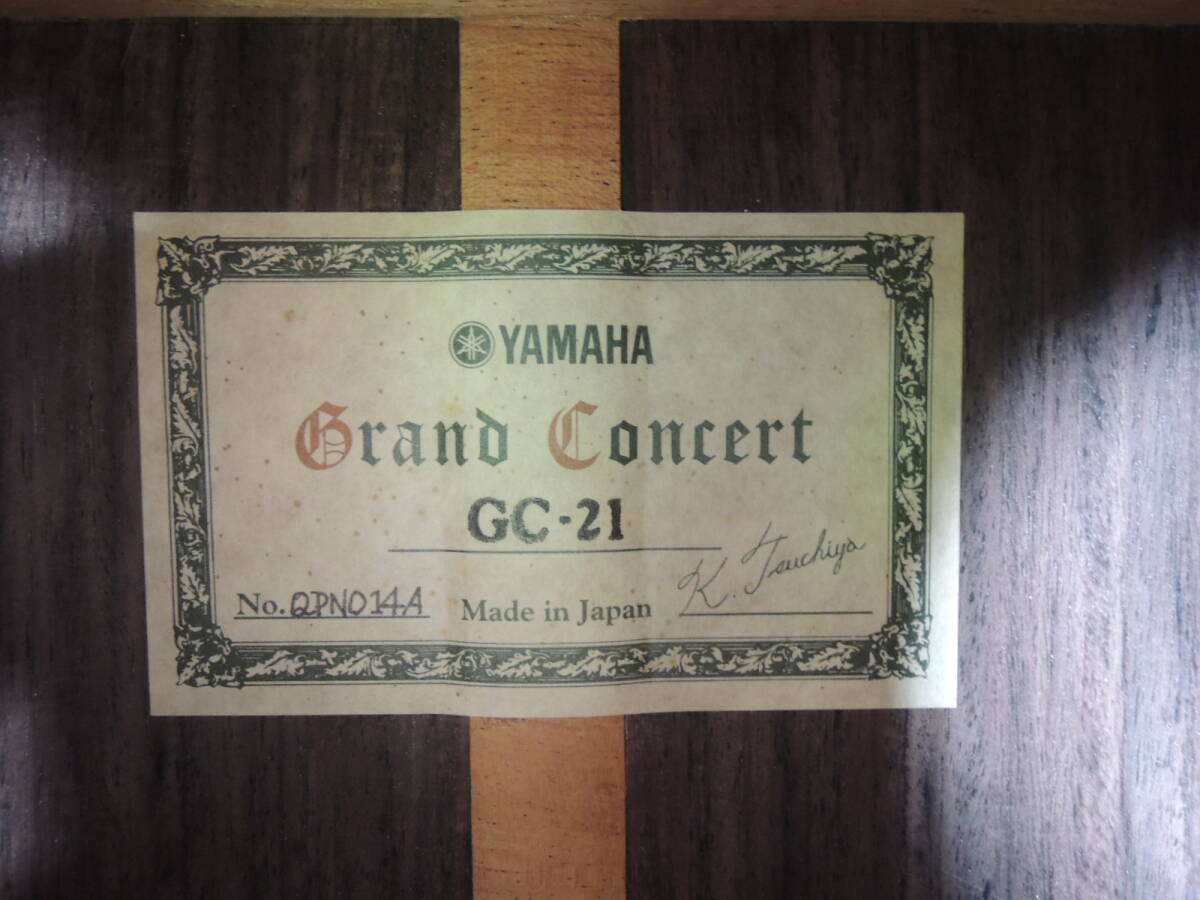 YAMAHA
Grand Concert
GC-21
No. QPN014A Made in Japan K. Tsuchiya